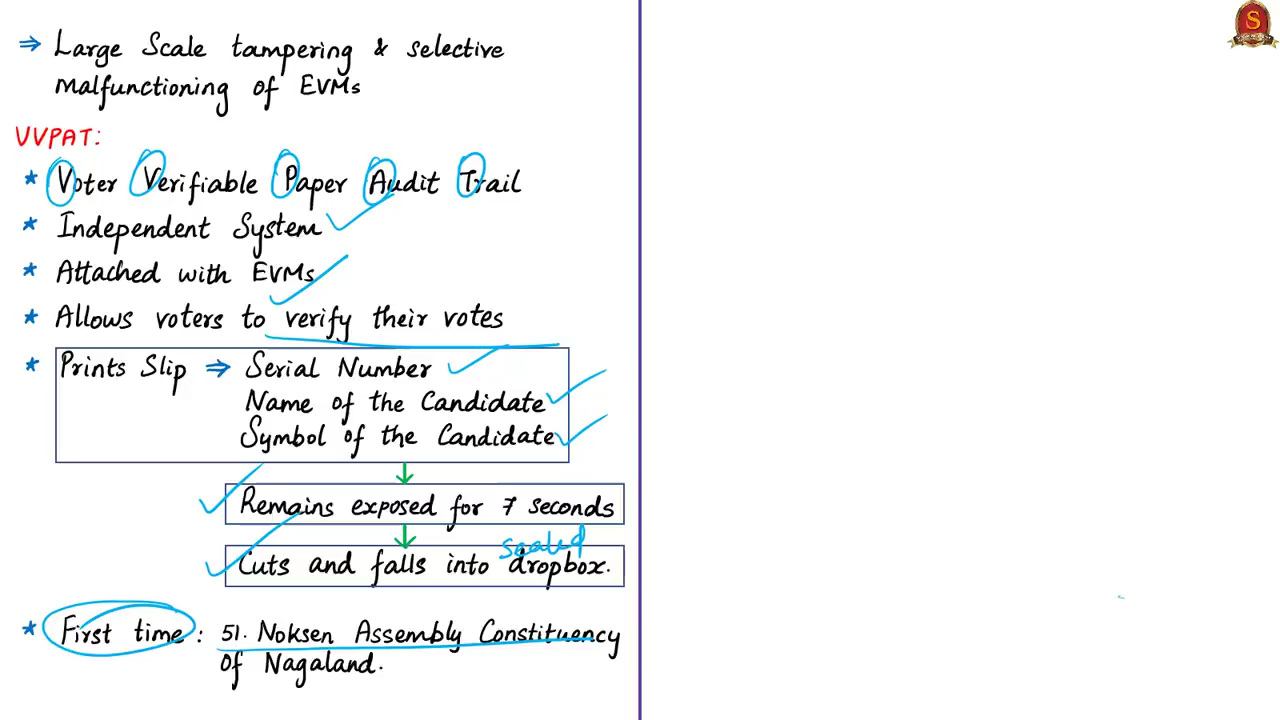 ⇒ Large Scale tampering & selective
malfunctioning of EVMs
VVPAT:
* Voter Verifiable Paper Audit Trail
* Independent System
* Attached with EVMs
* Allows voters to verify their votes
* Prints Slip ⇒ Serial Number
Name of the Candidate
Symbol of the Candidate
Remains exposed for 7 seconds
sealed
Cuts and falls into dropbox.
* First time : 51. Noksen Assembly Constituency
of Nagaland.
S